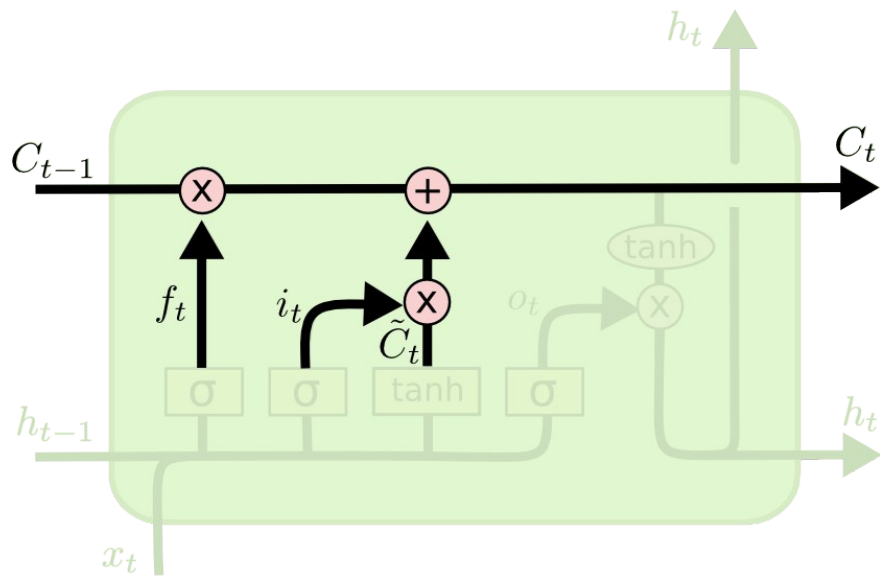 h_t
C_{t-1}
C_t
x
+
tanh
f_t
i_t
x
o_t
x
C̃_t
σ
σ
tanh
σ
h_{t-1}
h_t
x_t